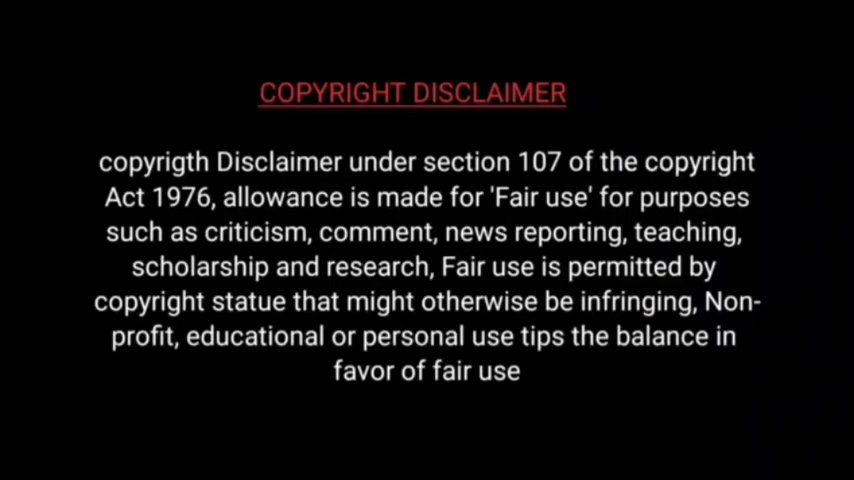 COPYRIGHT DISCLAIMER
copyrigth Disclaimer under section 107 of the copyright
Act 1976, allowance is made for 'Fair use' for purposes
such as criticism, comment, news reporting, teaching,
scholarship and research, Fair use is permitted by
copyright statue that might otherwise be infringing, Non-
profit, educational or personal use tips the balance in
favor of fair use